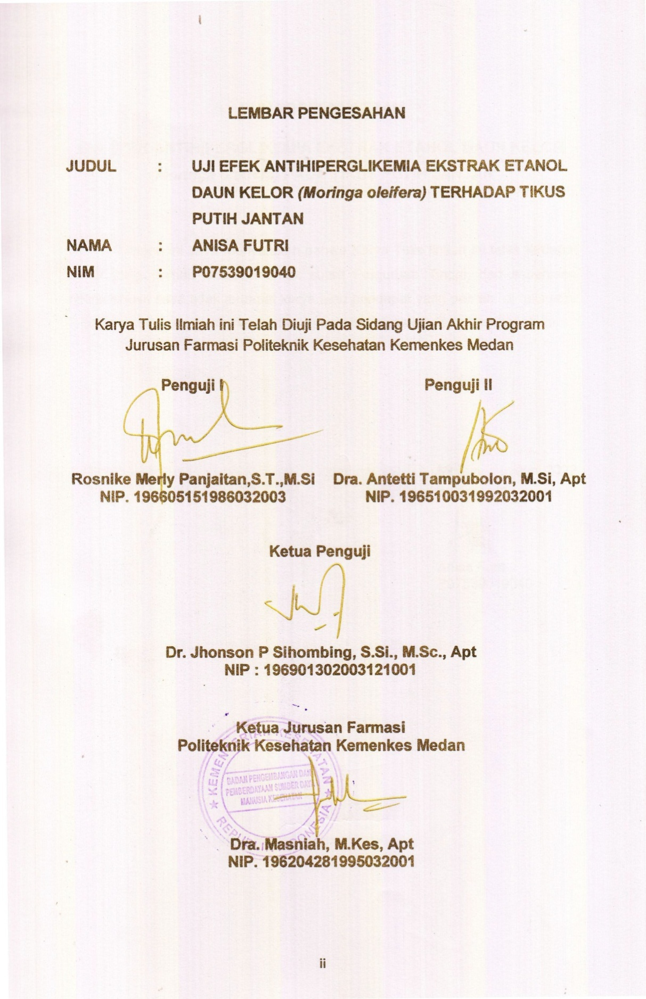 LEMBAR PENGESAHAN
JUDUL : UJI EFEK ANTIHIPERGLIKEMIA EKSTRAK ETANOL
DAUN KELOR (Moringa oleifera) TERHADAP TIKUS
PUTIH JANTAN
NAMA : ANISA FUTRI
NIM : P07539019040
Karya Tulis Ilmiah ini Telah Diuji Pada Sidang Ujian Akhir Program
Jurusan Farmasi Politeknik Kesehatan Kemenkes Medan
Penguji I Penguji II
Rosnike Merly Panjaitan,S.T.,M.Si Dra. Antetti Tampubolon, M.Si, Apt
NIP. 196605151986032003 NIP. 196510031992032001
Ketua Penguji
Dr. Jhonson P Sihombing, S.Si., M.Sc., Apt
NIP : 196901302003121001
Ketua Jurusan Farmasi
Politeknik Kesehatan Kemenkes Medan
KEMENTERIAN KESEHATAN
BADAN PENGEMBANGAN DAN
PEMBERDAYAAN SUMBER DAYA
MANUSIA KESEHATAN
REPUBLIK INDONESIA
Dra. Masniah, M.Kes, Apt
NIP. 196204281995032001
ii